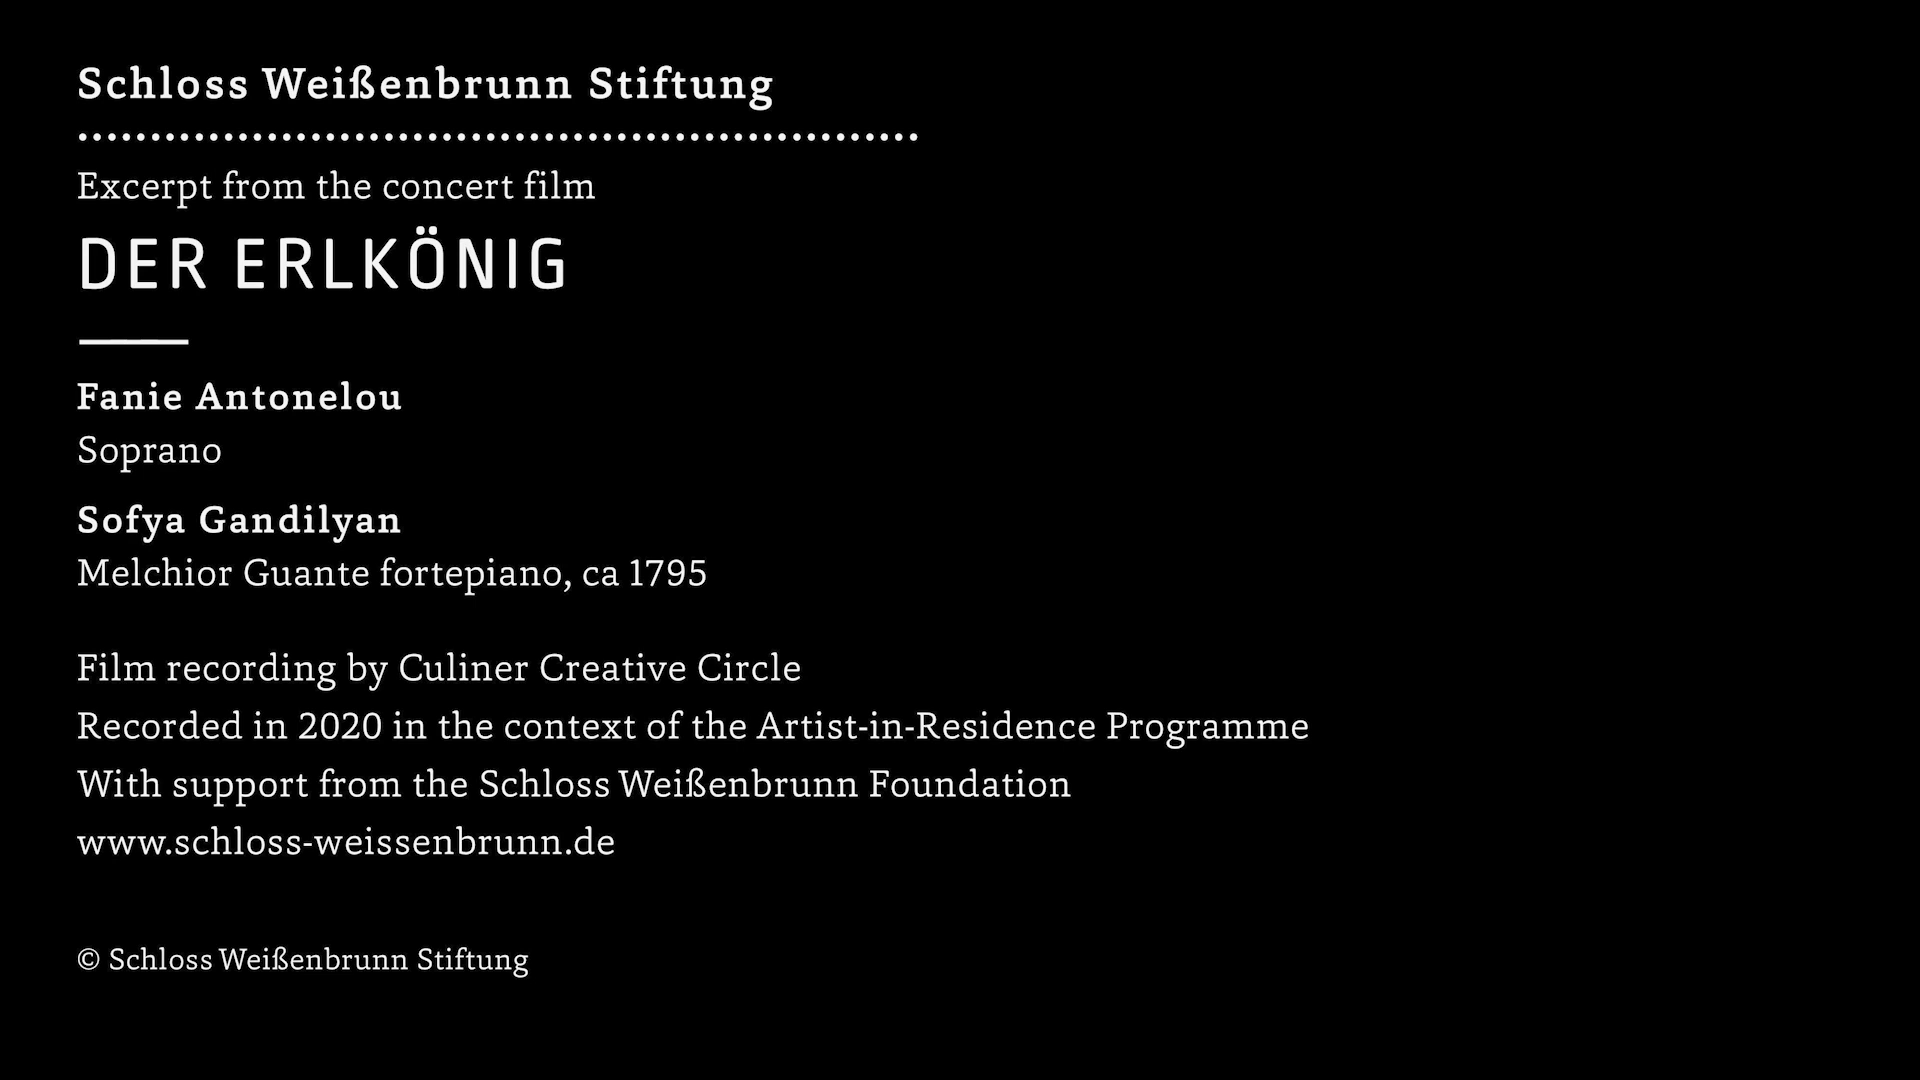 Schloss Weißenbrunn Stiftung
Excerpt from the concert film
DER ERLKÖNIG
Fanie Antonelou
Soprano
Sofya Gandilyan
Melchior Guante fortepiano, ca 1795
Film recording by Culiner Creative Circle
Recorded in 2020 in the context of the Artist-in-Residence Programme
With support from the Schloss Weißenbrunn Foundation
www.schloss-weissenbrunn.de
© Schloss Weißenbrunn Stiftung